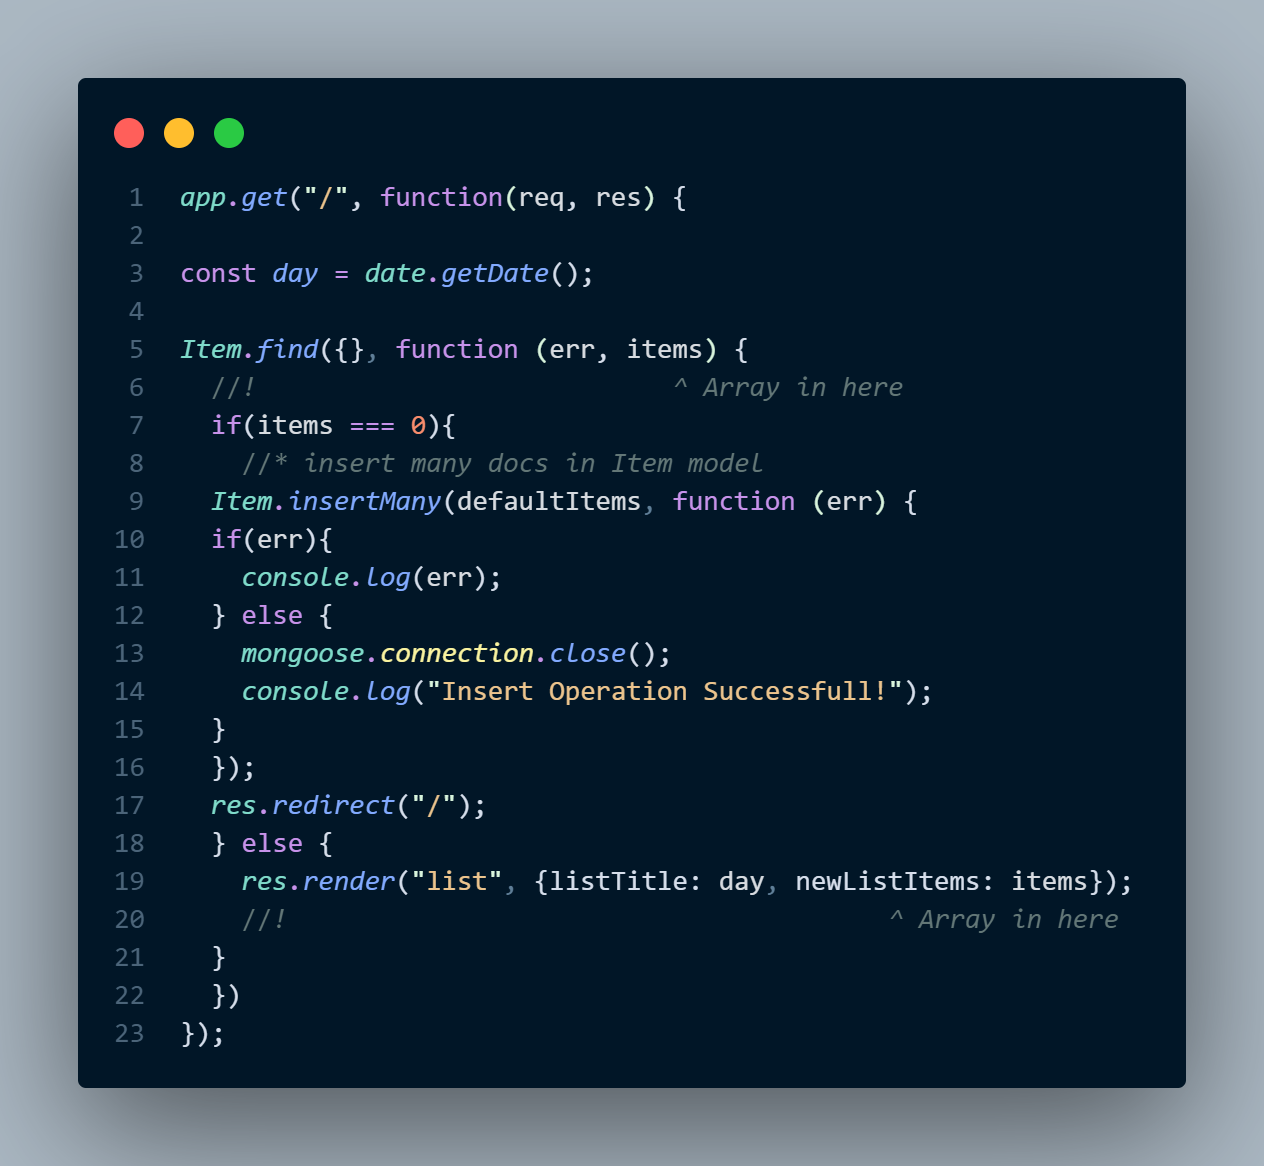 1 app.get("/", function(req, res) {
2
3 const day = date.getDate();
4
5 Item.find({}, function (err, items) {
6   //!                           ^ Array in here
7   if(items === 0){
8     //* insert many docs in Item model
9   Item.insertMany(defaultItems, function (err) {
10   if(err){
11     console.log(err);
12   } else {
13     mongoose.connection.close();
14     console.log("Insert Operation Successfull!");
15   }
16   });
17   res.redirect("/");
18   } else {
19     res.render("list", {listTitle: day, newListItems: items});
20     //!                                       ^ Array in here
21   }
22   })
23 });